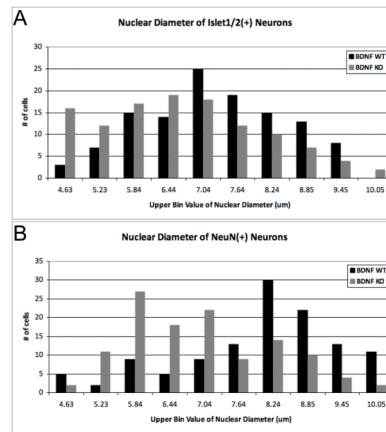 A
Nuclear Diameter of Islet1/2(+) Neurons
30
25
20
15
10
5
0
# of cells
BDNF WT
BDNF KO
4.63 5.23 5.84 6.44 7.04 7.64 8.24 8.85 9.45 10.05
Upper Bin Value of Nuclear Diameter (um)
B
Nuclear Diameter of NeuN(+) Neurons
35
30
25
20
15
10
5
0
# of cells
BDNF WT
BDNF KO
4.63 5.23 5.84 6.44 7.04 7.64 8.24 8.85 9.45 10.05
Upper Bin Value of Nuclear Diameter (um)